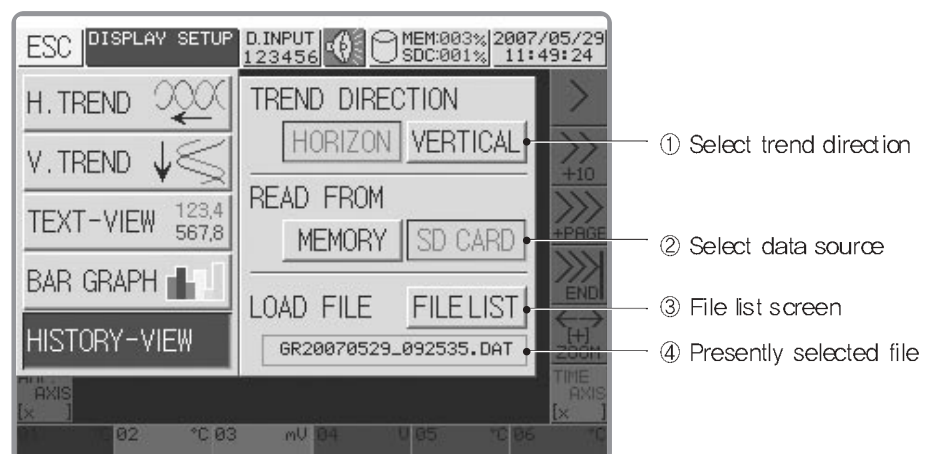 ESC DISPLAY SETUP D.INPUT 123456 MEM:003% SDC:001% 2007/05/29 11:49:24
H.TREND
V.TREND
TEXT-VIEW 123,4 567,8
BAR GRAPH
HISTORY-VIEW
TREND DIRECTION
HORIZON VERTICAL
READ FROM
MEMORY SD CARD
LOAD FILE FILE LIST
GR20070529_092535.DAT
>
>>
+10
>>>
+PAGE
>>>|
END
<-->
[+]
ZOOM
TIME
AXIS
[x ]
AXIS
[x ]
01 °C 02 °C 03 mV 04 V 05 °C 06 °C
① Select trend direction
② Select data source
③ File list screen
④ Presently selected file